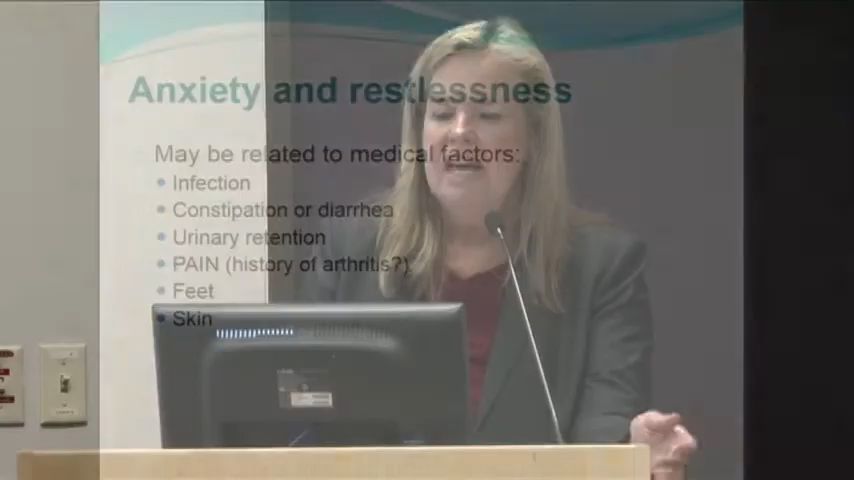 Anxiety and restlessness
May be related to medical factors:
• Infection
• Constipation or diarrhea
• Urinary retention
• PAIN (history of arthritis?)
• Feet
• Skin